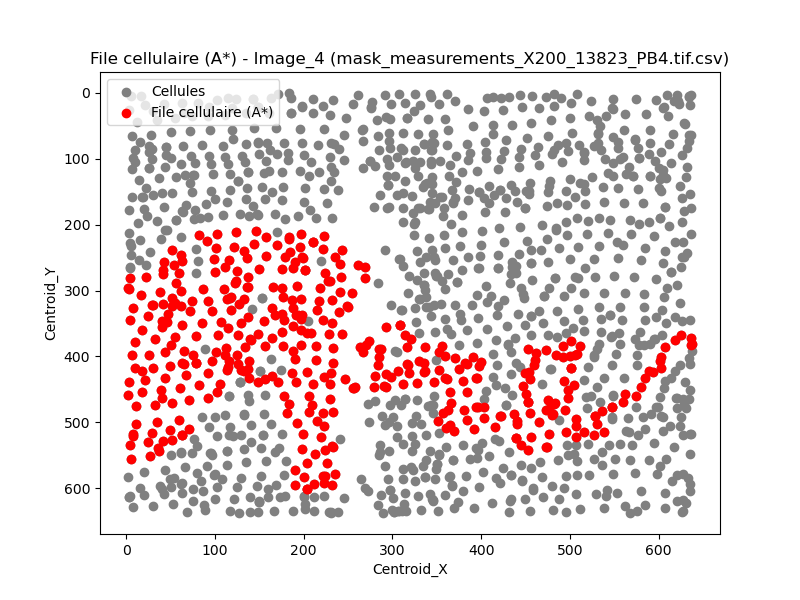 File cellulaire (A*) - Image_4 (mask_measurements_X200_13823_PB4.tif.csv)
Cellules
File cellulaire (A*)
0
100
200
300
400
500
600
Centroid_Y
0 100 200 300 400 500 600
Centroid_X